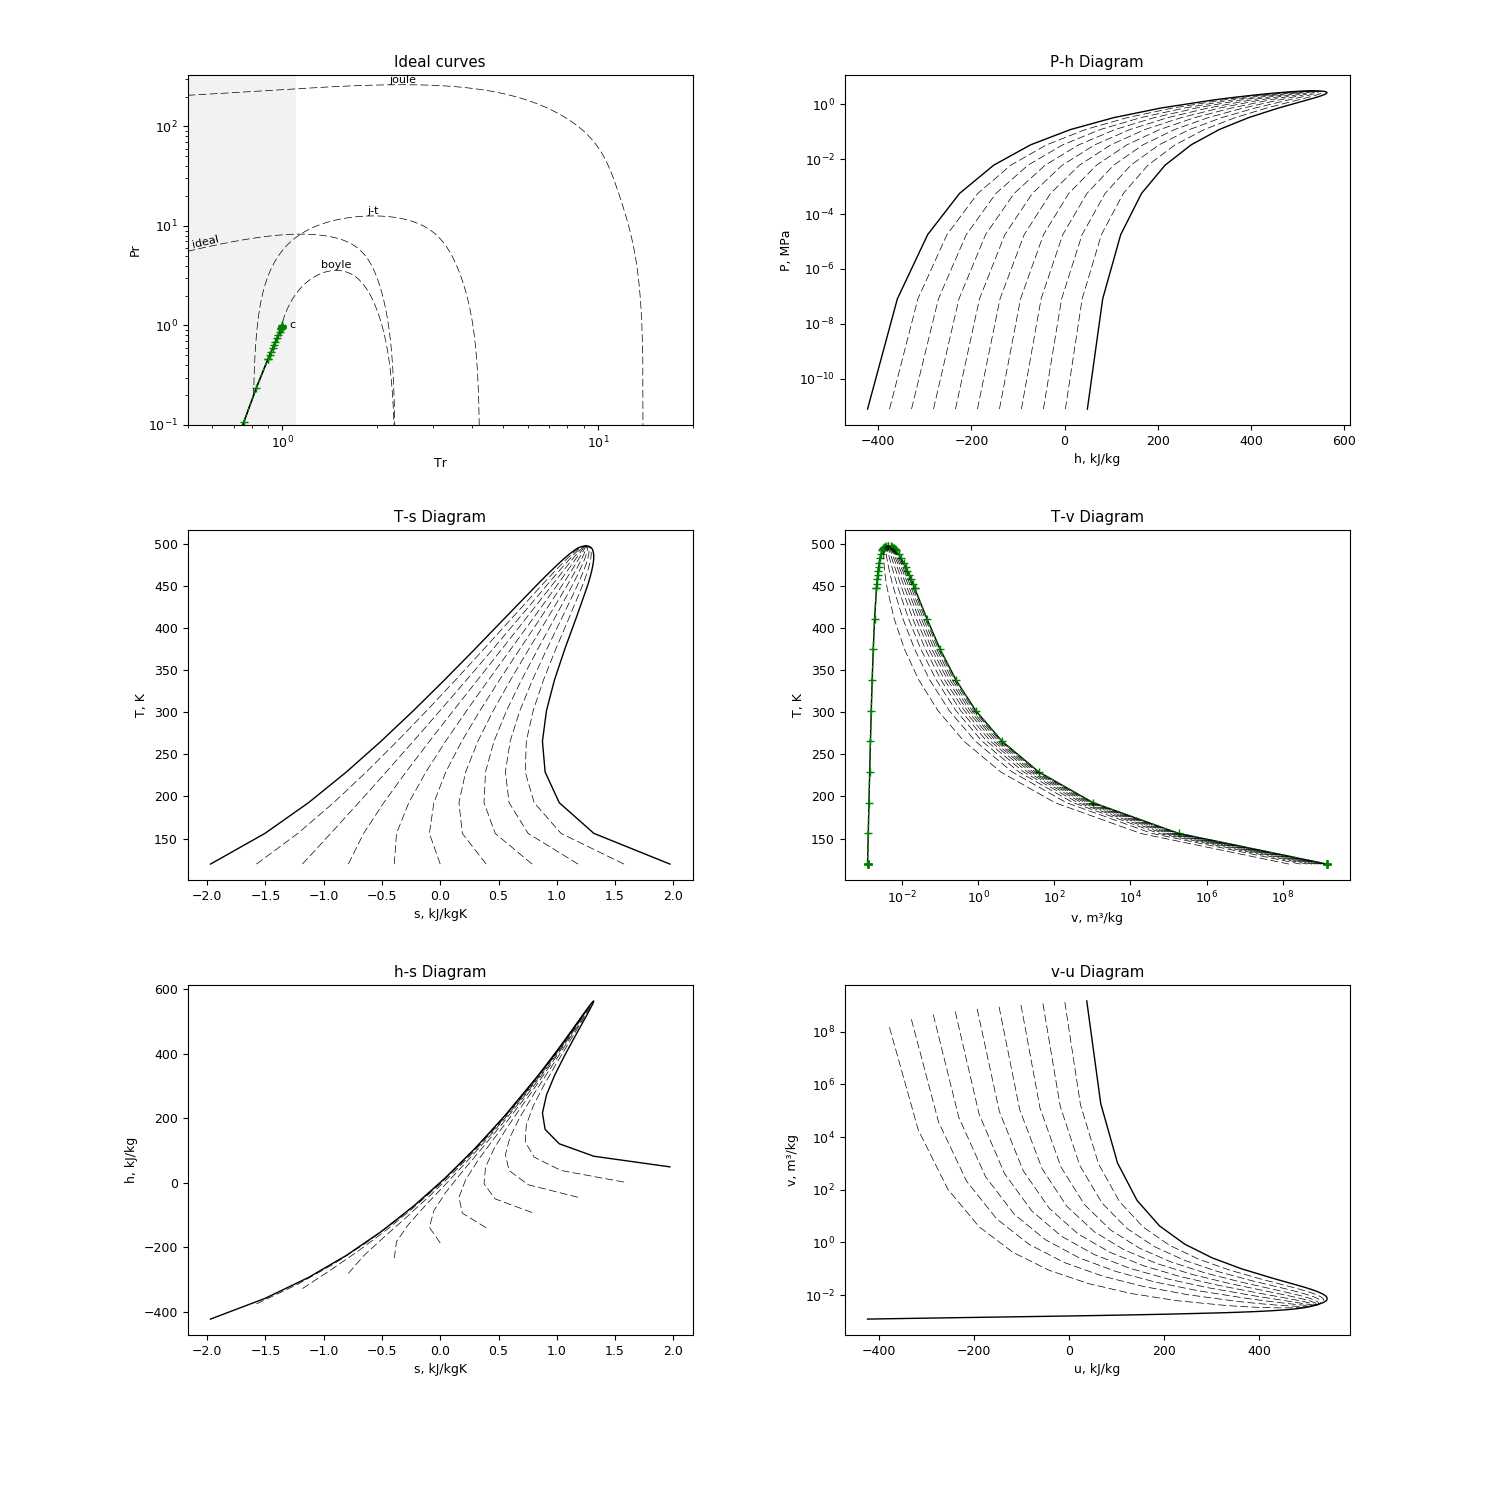 Ideal curves
joule
j-t
ideal
boyle
c
10²
10¹
10⁰
10⁻¹
Pr
10⁰ 10¹
Tr
P-h Diagram
10⁰
10⁻²
10⁻⁴
10⁻⁶
10⁻⁸
10⁻¹⁰
P, MPa
−400 −200 0 200 400 600
h, kJ/kg
T-s Diagram
500
450
400
350
300
250
200
150
T, K
−2.0 −1.5 −1.0 −0.5 0.0 0.5 1.0 1.5 2.0
s, kJ/kgK
T-v Diagram
500
450
400
350
300
250
200
150
T, K
10⁻² 10⁰ 10² 10⁴ 10⁶ 10⁸
v, m³/kg
h-s Diagram
600
400
200
0
−200
−400
h, kJ/kg
−2.0 −1.5 −1.0 −0.5 0.0 0.5 1.0 1.5 2.0
s, kJ/kgK
v-u Diagram
10⁸
10⁶
10⁴
10²
10⁰
10⁻²
v, m³/kg
−400 −200 0 200 400
u, kJ/kg